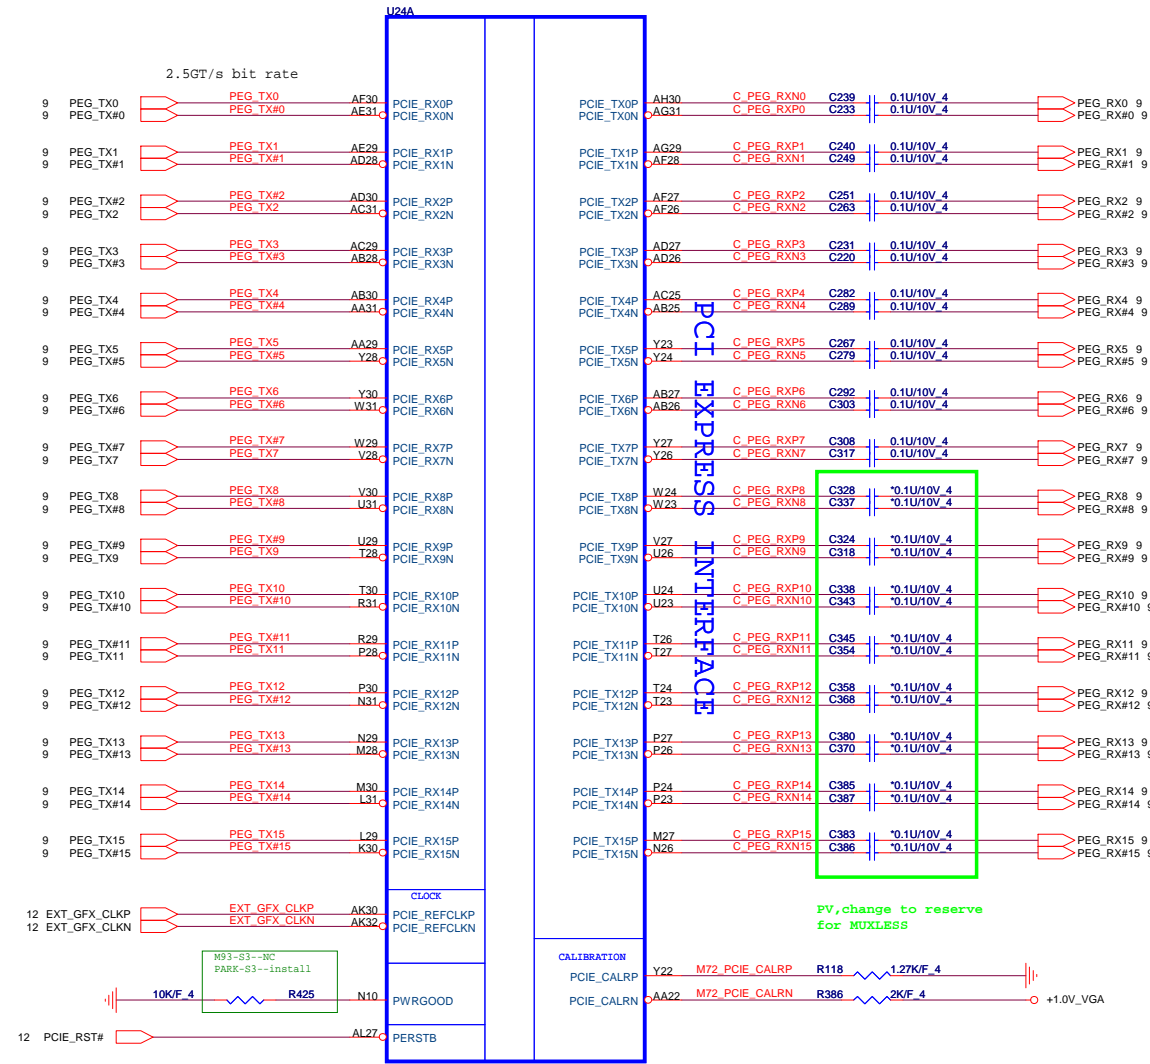 U24A
2.5GT/s bit rate
9 PEG_TX0 PEG_TX0 AF30 PCIE_RX0P PCIE_TX0P AH30 C_PEG_RXN0 C239 0.1U/10V_4 PEG_RX0 9
9 PEG_TX#0 PEG_TX#0 AE31 PCIE_RX0N PCIE_TX0N AG31 C_PEG_RXP0 C233 0.1U/10V_4 PEG_RX#0 9
9 PEG_TX1 PEG_TX1 AE29 PCIE_RX1P PCIE_TX1P AG29 C_PEG_RXP1 C240 0.1U/10V_4 PEG_RX1 9
9 PEG_TX#1 PEG_TX#1 AD28 PCIE_RX1N PCIE_TX1N AF28 C_PEG_RXN1 C249 0.1U/10V_4 PEG_RX#1 9
9 PEG_TX#2 PEG_TX#2 AD30 PCIE_RX2P PCIE_TX2P AF27 C_PEG_RXP2 C251 0.1U/10V_4 PEG_RX2 9
9 PEG_TX2 PEG_TX2 AC31 PCIE_RX2N PCIE_TX2N AF26 C_PEG_RXN2 C263 0.1U/10V_4 PEG_RX#2 9
9 PEG_TX3 PEG_TX3 AC29 PCIE_RX3P PCIE_TX3P AD27 C_PEG_RXP3 C231 0.1U/10V_4 PEG_RX3 9
9 PEG_TX#3 PEG_TX#3 AB28 PCIE_RX3N PCIE_TX3N AD26 C_PEG_RXN3 C220 0.1U/10V_4 PEG_RX#3 9
9 PEG_TX4 PEG_TX4 AB30 PCIE_RX4P PCIE_TX4P AC25 C_PEG_RXP4 C282 0.1U/10V_4 PEG_RX4 9
9 PEG_TX#4 PEG_TX#4 AA31 PCIE_RX4N PCIE_TX4N AB25 C_PEG_RXN4 C289 0.1U/10V_4 PEG_RX#4 9
9 PEG_TX5 PEG_TX5 AA29 PCIE_RX5P PCIE_TX5P Y23 C_PEG_RXP5 C267 0.1U/10V_4 PEG_RX5 9
9 PEG_TX#5 PEG_TX#5 Y28 PCIE_RX5N PCIE_TX5N Y24 C_PEG_RXN5 C279 0.1U/10V_4 PEG_RX#5 9
9 PEG_TX6 PEG_TX6 Y30 PCIE_RX6P PCIE_TX6P AB27 C_PEG_RXP6 C292 0.1U/10V_4 PEG_RX6 9
9 PEG_TX#6 PEG_TX#6 W31 PCIE_RX6N PCIE_TX6N AB26 C_PEG_RXN6 C303 0.1U/10V_4 PEG_RX#6 9
9 PEG_TX#7 PEG_TX#7 W29 PCIE_RX7P PCIE_TX7P Y27 C_PEG_RXP7 C308 0.1U/10V_4 PEG_RX7 9
9 PEG_TX7 PEG_TX7 V28 PCIE_RX7N PCIE_TX7N Y26 C_PEG_RXN7 C317 0.1U/10V_4 PEG_RX#7 9
9 PEG_TX8 PEG_TX8 V30 PCIE_RX8P PCIE_TX8P W24 C_PEG_RXP8 C328 *0.1U/10V_4 PEG_RX8 9
9 PEG_TX#8 PEG_TX#8 U31 PCIE_RX8N PCIE_TX8N W23 C_PEG_RXN8 C337 *0.1U/10V_4 PEG_RX#8 9
9 PEG_TX#9 PEG_TX#9 U29 PCIE_RX9P PCIE_TX9P V27 C_PEG_RXP9 C324 *0.1U/10V_4 PEG_RX9 9
9 PEG_TX9 PEG_TX9 T28 PCIE_RX9N PCIE_TX9N U26 C_PEG_RXN9 C318 *0.1U/10V_4 PEG_RX#9 9
9 PEG_TX10 PEG_TX10 T30 PCIE_RX10P PCIE_TX10P U24 C_PEG_RXP10 C338 *0.1U/10V_4 PEG_RX10 9
9 PEG_TX#10 PEG_TX#10 R31 PCIE_RX10N PCIE_TX10N U23 C_PEG_RXN10 C343 *0.1U/10V_4 PEG_RX#10 9
9 PEG_TX#11 PEG_TX#11 R29 PCIE_RX11P PCIE_TX11P T26 C_PEG_RXP11 C345 *0.1U/10V_4 PEG_RX11 9
9 PEG_TX11 PEG_TX11 P28 PCIE_RX11N PCIE_TX11N T27 C_PEG_RXN11 C354 *0.1U/10V_4 PEG_RX#11 9
9 PEG_TX12 PEG_TX12 P30 PCIE_RX12P PCIE_TX12P T24 C_PEG_RXP12 C358 *0.1U/10V_4 PEG_RX12 9
9 PEG_TX#12 PEG_TX#12 N31 PCIE_RX12N PCIE_TX12N T23 C_PEG_RXN12 C368 *0.1U/10V_4 PEG_RX#12 9
9 PEG_TX13 PEG_TX13 N29 PCIE_RX13P PCIE_TX13P P27 C_PEG_RXP13 C380 *0.1U/10V_4 PEG_RX13 9
9 PEG_TX#13 PEG_TX#13 M28 PCIE_RX13N PCIE_TX13N P26 C_PEG_RXN13 C370 *0.1U/10V_4 PEG_RX#13 9
9 PEG_TX14 PEG_TX14 M30 PCIE_RX14P PCIE_TX14P P24 C_PEG_RXP14 C385 *0.1U/10V_4 PEG_RX14 9
9 PEG_TX#14 PEG_TX#14 L31 PCIE_RX14N PCIE_TX14N P23 C_PEG_RXN14 C387 *0.1U/10V_4 PEG_RX#14 9
9 PEG_TX15 PEG_TX15 L29 PCIE_RX15P PCIE_TX15P M27 C_PEG_RXP15 C383 *0.1U/10V_4 PEG_RX15 9
9 PEG_TX#15 PEG_TX#15 K30 PCIE_RX15N PCIE_TX15N N26 C_PEG_RXN15 C386 *0.1U/10V_4 PEG_RX#15 9
PCI EXPRESS INTERFACE
CLOCK
12 EXT_GFX_CLKP EXT_GFX_CLKP AK30 PCIE_REFCLKP
12 EXT_GFX_CLKN EXT_GFX_CLKN AK32 PCIE_REFCLKN
PV,change to reserve
for MUXLESS
M93-S3--NC
PARK-S3--install
CALIBRATION
PCIE_CALRP Y22 M72_PCIE_CALRP R118 1.27K/F_4
10K/F_4 R425 N10 PWRGOOD PCIE_CALRN AA22 M72_PCIE_CALRN R386 2K/F_4 +1.0V_VGA
12 PCIE_RST# AL27 PERSTB